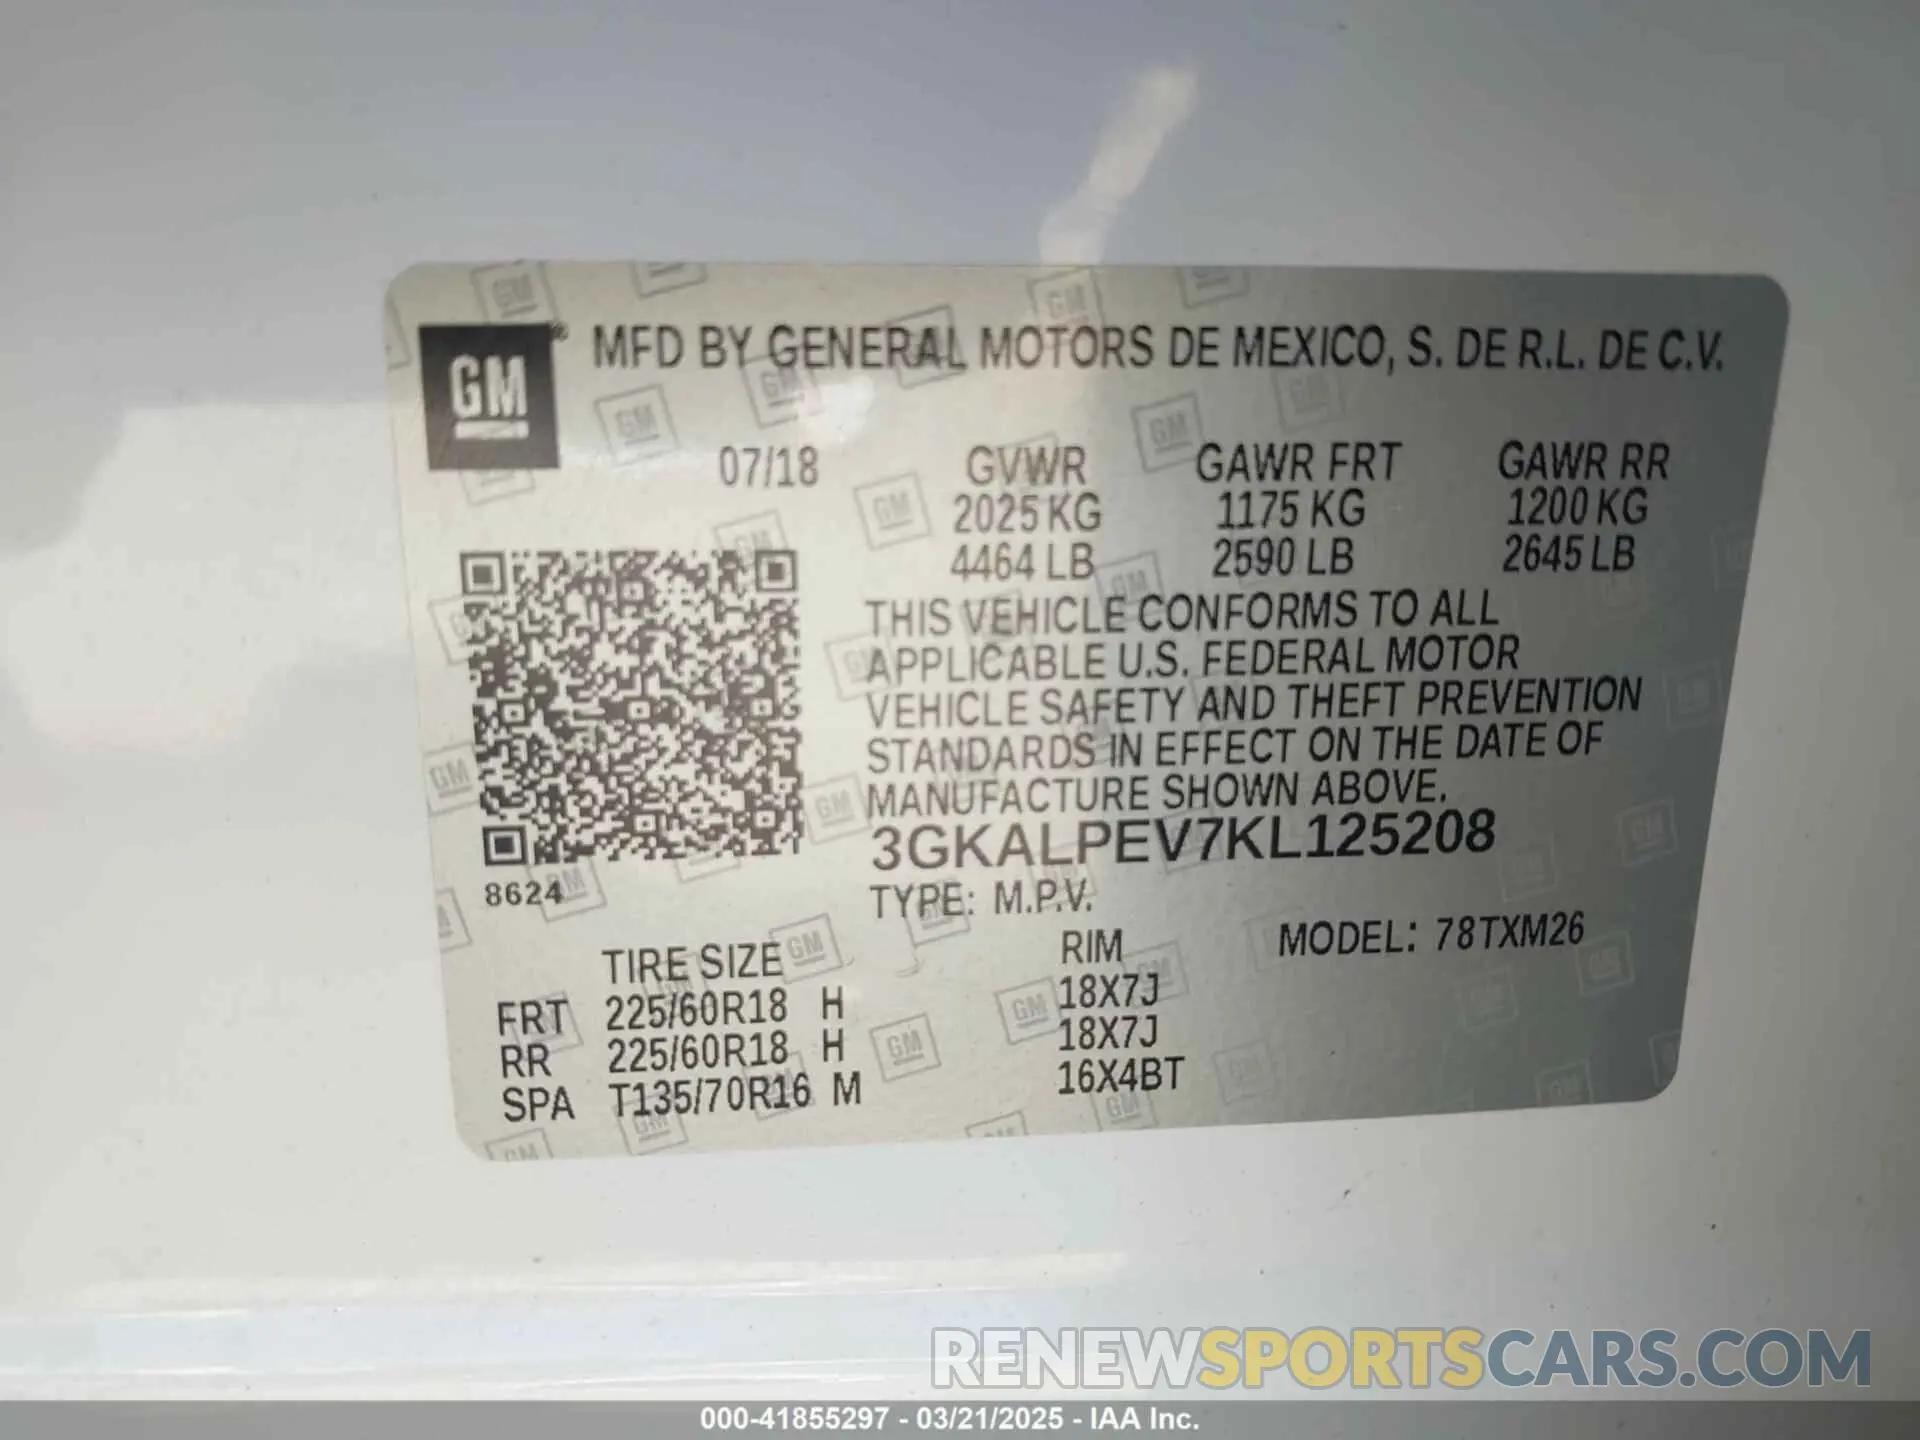 GM® MFD BY GENERAL MOTORS DE MEXICO, S. DE R.L. DE C.V.
07/18 GVWR GAWR FRT GAWR RR
2025 KG 1175 KG 1200 KG
4464 LB 2590 LB 2645 LB
THIS VEHICLE CONFORMS TO ALL
APPLICABLE U.S. FEDERAL MOTOR
VEHICLE SAFETY AND THEFT PREVENTION
STANDARDS IN EFFECT ON THE DATE OF
MANUFACTURE SHOWN ABOVE.
3GKALPEV7KL125208
8624
TYPE: M.P.V.
MODEL: 78TXM26
TIRE SIZE RIM
FRT 225/60R18 H 18X7J
RR 225/60R18 H 18X7J
SPA T135/70R16 M 16X4BT
RENEWSPORTSCARS.COM
000-41855297 - 03/21/2025 - IAA Inc.